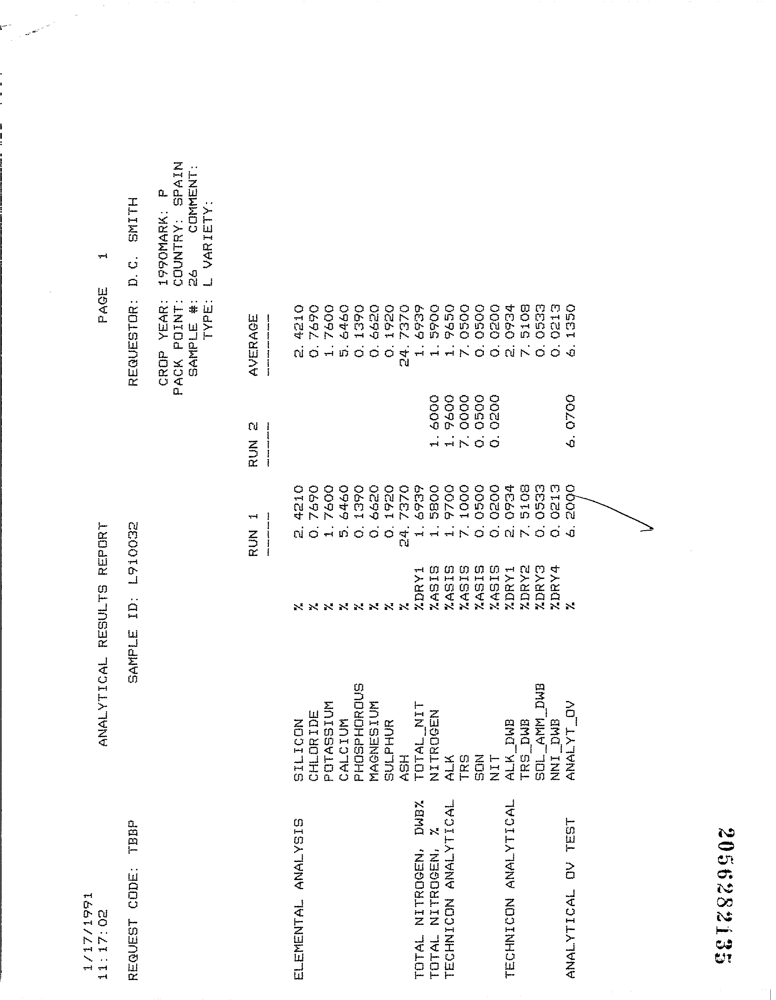 1/17/1991 ANALYTICAL RESULTS REPORT PAGE 1
11:17:02
REQUEST CODE: TBBP SAMPLE ID: L910032 REQUESTOR: D.C. SMITH
CROP YEAR: 1990MARK: P
PACK POINT: COUNTRY: SPAIN
SAMPLE #: 26 COMMENT:
TYPE: L VARIETY:
RUN 1 RUN 2 AVERAGE
----- ----- -------
ELEMENTAL ANALYSIS SILICON % 2.4210 2.4210
CHLORIDE % 0.7690 0.7690
POTASSIUM % 1.7600 1.7600
CALCIUM % 5.6460 5.6460
PHOSPHOROUS % 0.1390 0.1390
MAGNESIUM % 0.6620 0.6620
SULPHUR % 0.1920 0.1920
ASH % 24.7370 24.7370
TOTAL NITROGEN, DWB% TOTAL_NIT %DRY1 1.6939 1.6939
TOTAL NITROGEN, % NITROGEN %ASIS 1.5800 1.6000 1.5900
TECHNICON ANALYTICAL ALK %ASIS 1.9700 1.9600 1.9650
TRS %ASIS 7.1000 7.0000 7.0500
SON %ASIS 0.0500 0.0500 0.0500
NIT %ASIS 0.0200 0.0200 0.0200
TECHNICON ANALYTICAL ALK_DWB %DRY1 2.0934 2.0934
TRS_DWB %DRY2 7.5108 7.5108
SOL_AMM_DWB %DRY3 0.0533 0.0533
NNI_DWB %DRY4 0.0213 0.0213
ANALYTICAL OV TEST ANALYT_OV % 6.2000 6.0700 6.1350
2056282135